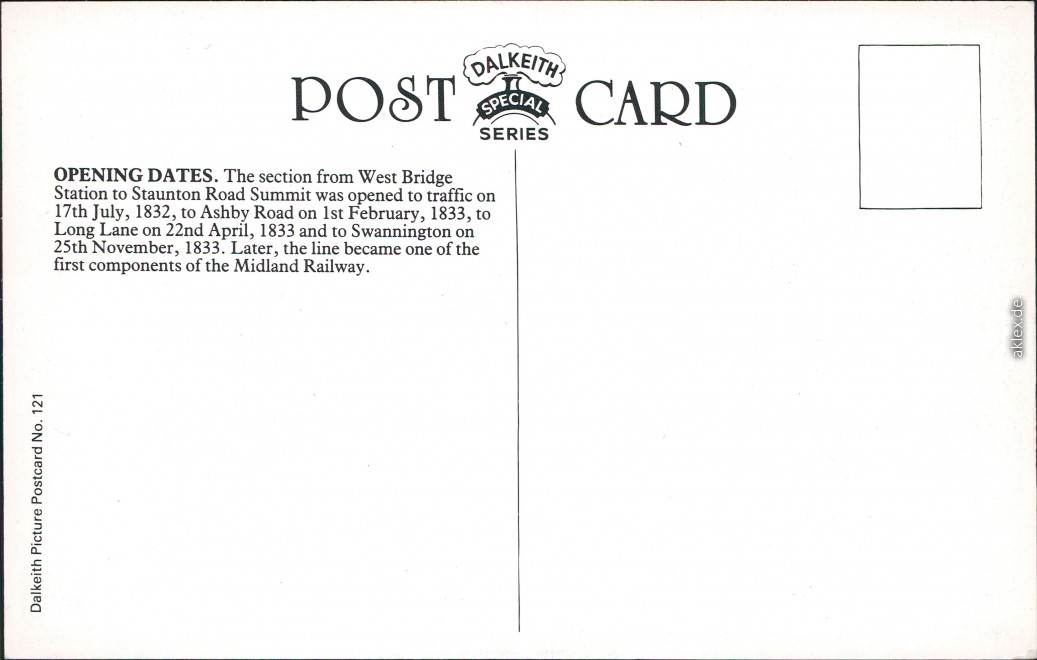 POST CARD
DALKEITH
SPECIAL
SERIES
OPENING DATES. The section from West Bridge
Station to Staunton Road Summit was opened to traffic on
17th July, 1832, to Ashby Road on 1st February, 1833, to
Long Lane on 22nd April, 1833 and to Swannington on
25th November, 1833. Later, the line became one of the
first components of the Midland Railway.
Dalkeith Picture Postcard No. 121
aklex.de